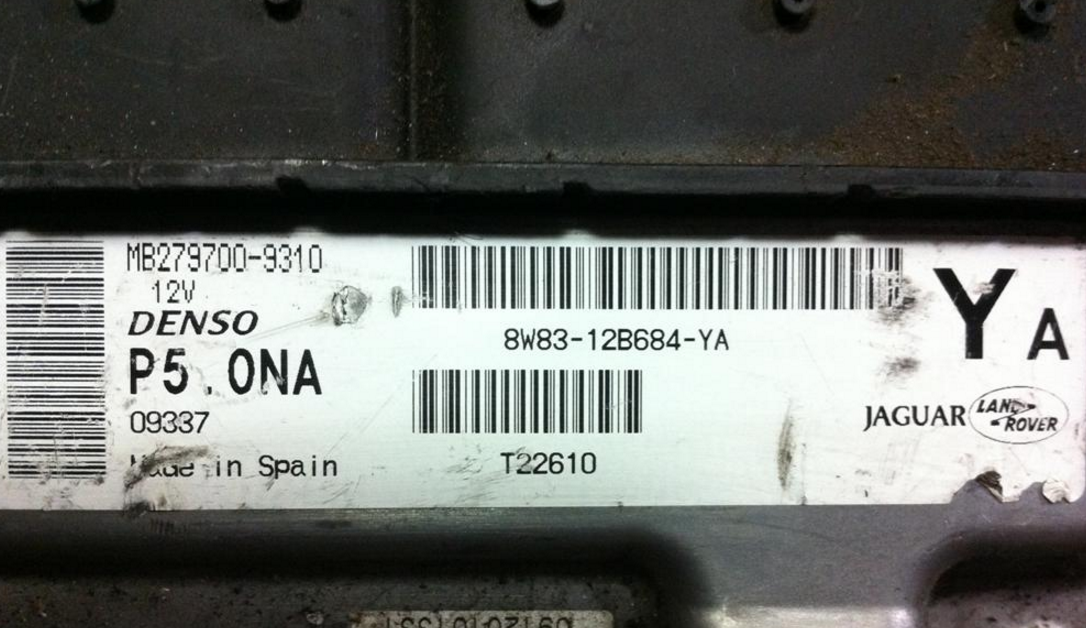 MB279700-9310
12V
DENSO
P5.0NA
09337
Made in Spain
8W83-12B684-YA
T22610
YA
JAGUAR
LAND
ROVER